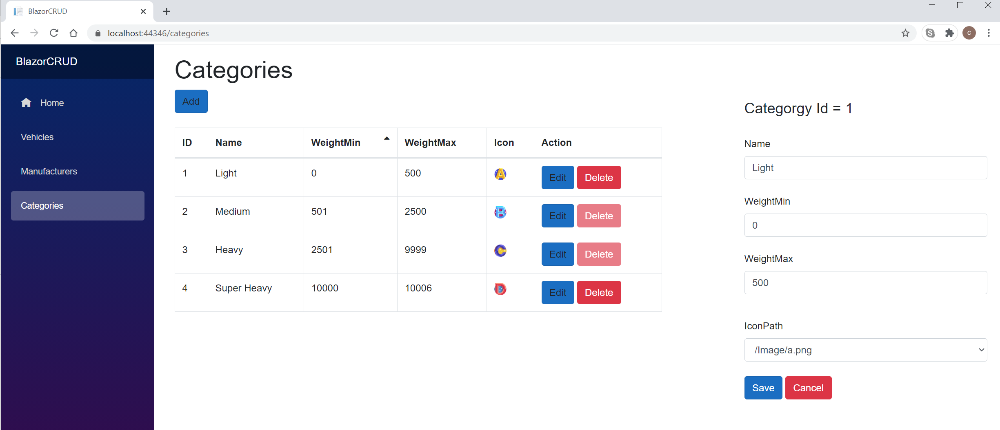 BlazorCRUD
localhost:44346/categories
S
c
BlazorCRUD
Home
Vehicles
Manufacturers
Categories
Categories
Add
ID Name WeightMin WeightMax Icon Action
1 Light 0 500 A Edit Delete
2 Medium 501 2500 B Edit Delete
3 Heavy 2501 9999 C Edit Delete
4 Super Heavy 10000 10006 D Edit Delete
Categorgy Id = 1
Name
Light
WeightMin
0
WeightMax
500
IconPath
/Image/a.png
Save Cancel